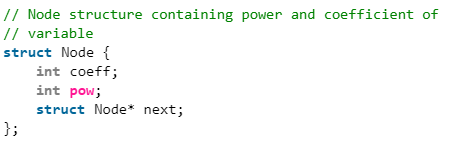 // Node structure containing power and coefficient of
// variable
struct Node {
    int coeff;
    int pow;
    struct Node* next;
};